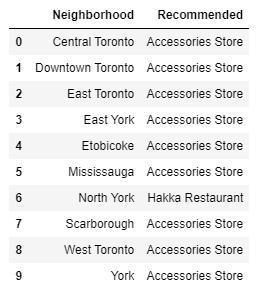 Neighborhood Recommended
0 Central Toronto Accessories Store
1 Downtown Toronto Accessories Store
2 East Toronto Accessories Store
3 East York Accessories Store
4 Etobicoke Accessories Store
5 Mississauga Accessories Store
6 North York Hakka Restaurant
7 Scarborough Accessories Store
8 West Toronto Accessories Store
9 York Accessories Store